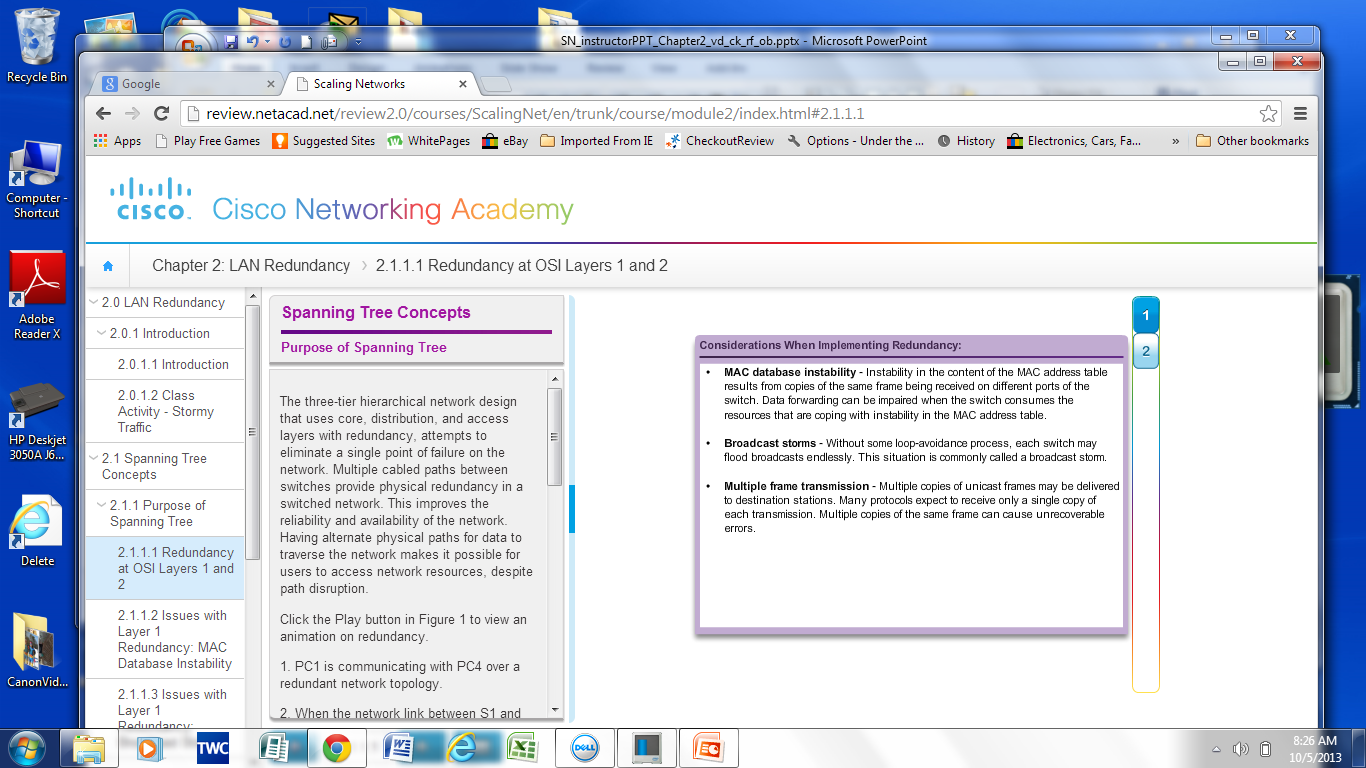 Recycle Bin
Computer -
Shortcut
Adobe
Reader X
HP Deskjet
3050A J6...
Delete
CanonVid...
SN_instructorPPT_Chapter2_vd_ck_rf_ob.pptx - Microsoft PowerPoint
Google
Scaling Networks
review.netacad.net/review2.0/courses/ScalingNet/en/trunk/course/module2/index.html#2.1.1.1
Apps Play Free Games Suggested Sites WhitePages eBay Imported From IE CheckoutReview Options - Under the ... History Electronics, Cars, Fa... » Other bookmarks
CISCO. Cisco Networking Academy
Chapter 2: LAN Redundancy 2.1.1.1 Redundancy at OSI Layers 1 and 2
2.0 LAN Redundancy
2.0.1 Introduction
2.0.1.1 Introduction
2.0.1.2 Class
Activity - Stormy
Traffic
2.1 Spanning Tree
Concepts
2.1.1 Purpose of
Spanning Tree
2.1.1.1 Redundancy
at OSI Layers 1 and
2
2.1.1.2 Issues with
Layer 1
Redundancy: MAC
Database Instability
2.1.1.3 Issues with
Layer 1
Redundancy:
Spanning Tree Concepts
Purpose of Spanning Tree
The three-tier hierarchical network design
that uses core, distribution, and access
layers with redundancy, attempts to
eliminate a single point of failure on the
network. Multiple cabled paths between
switches provide physical redundancy in a
switched network. This improves the
reliability and availability of the network.
Having alternate physical paths for data to
traverse the network makes it possible for
users to access network resources, despite
path disruption.
Click the Play button in Figure 1 to view an
animation on redundancy.
1. PC1 is communicating with PC4 over a
redundant network topology.
2. When the network link between S1 and
Considerations When Implementing Redundancy:
• MAC database instability - Instability in the content of the MAC address table
results from copies of the same frame being received on different ports of the
switch. Data forwarding can be impaired when the switch consumes the
resources that are coping with instability in the MAC address table.
• Broadcast storms - Without some loop-avoidance process, each switch may
flood broadcasts endlessly. This situation is commonly called a broadcast storm.
• Multiple frame transmission - Multiple copies of unicast frames may be delivered
to destination stations. Many protocols expect to receive only a single copy of
each transmission. Multiple copies of the same frame can cause unrecoverable
errors.
1
2
TWC
DELL
8:26 AM
10/5/2013